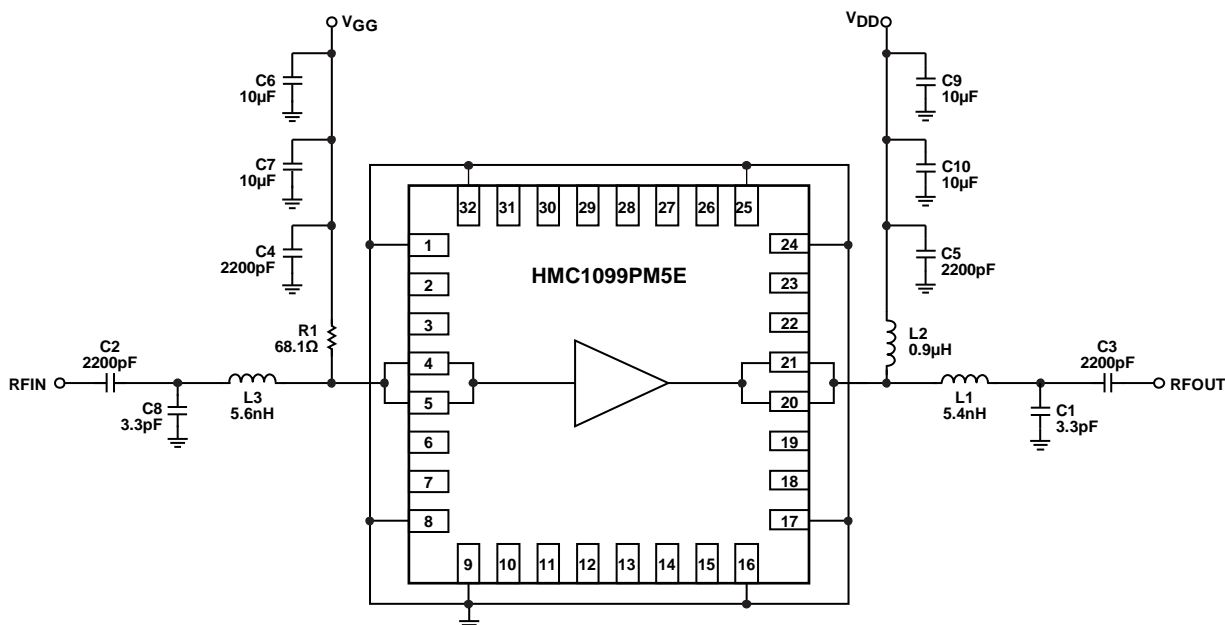 VGG
VDD
C6
10µF
C9
10µF
C7
10µF
C10
10µF
32 31 30 29 28 27 26 25
C4
2200pF
1
24
C5
2200pF
HMC1099PM5E
2
23
3
22
R1
68.1Ω
L2
0.9µH
C2
2200pF
4
21
C3
2200pF
RFIN
RFOUT
L3
5.6nH
L1
5.4nH
5
20
C8
3.3pF
C1
3.3pF
6
19
7
18
8
17
9 10 11 12 13 14 15 16